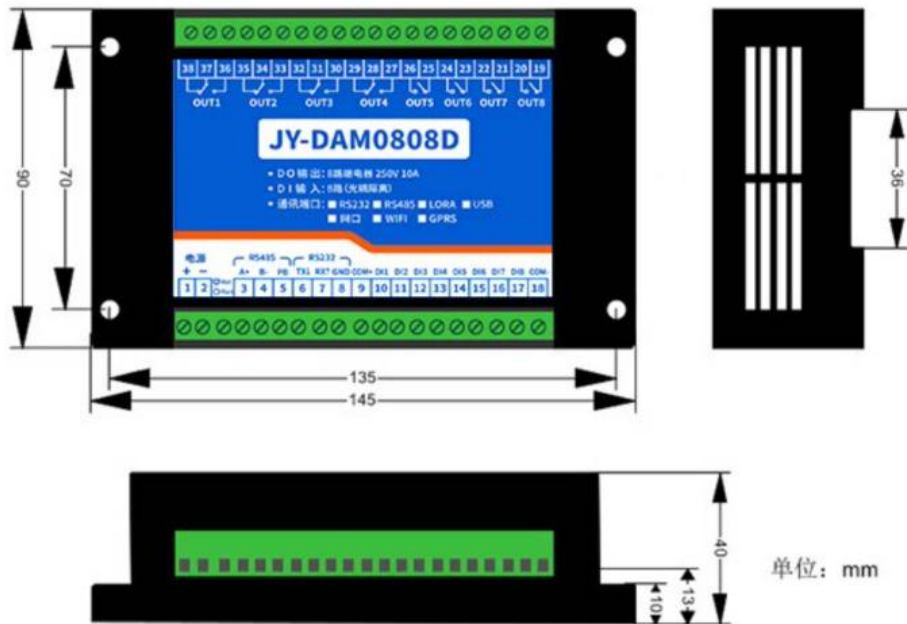 38 37 36 35 34 33 32 31 30 29 28 27 26 25 24 23 22 21 20 19
OUT1 OUT2 OUT3 OUT4 OUT5 OUT6 OUT7 OUT8
JY-DAM0808D
• DO 输出: 8路继电器 250V 10A
• DI 输入: 8路(光耦隔离)
• 通讯端口: RS232 RS485 LORA USB
网口 WIFI GPRS
电源 RS485 RS232
+ − A+ B- PE TX↓ RX↑ GND COM+ DI1 DI2 DI3 DI4 DI5 DI6 DI7 DI8 COM-
1 2 3 4 5 6 7 8 9 10 11 12 13 14 15 16 17 18
90
70
36
135
145
40
13
10
单位：mm